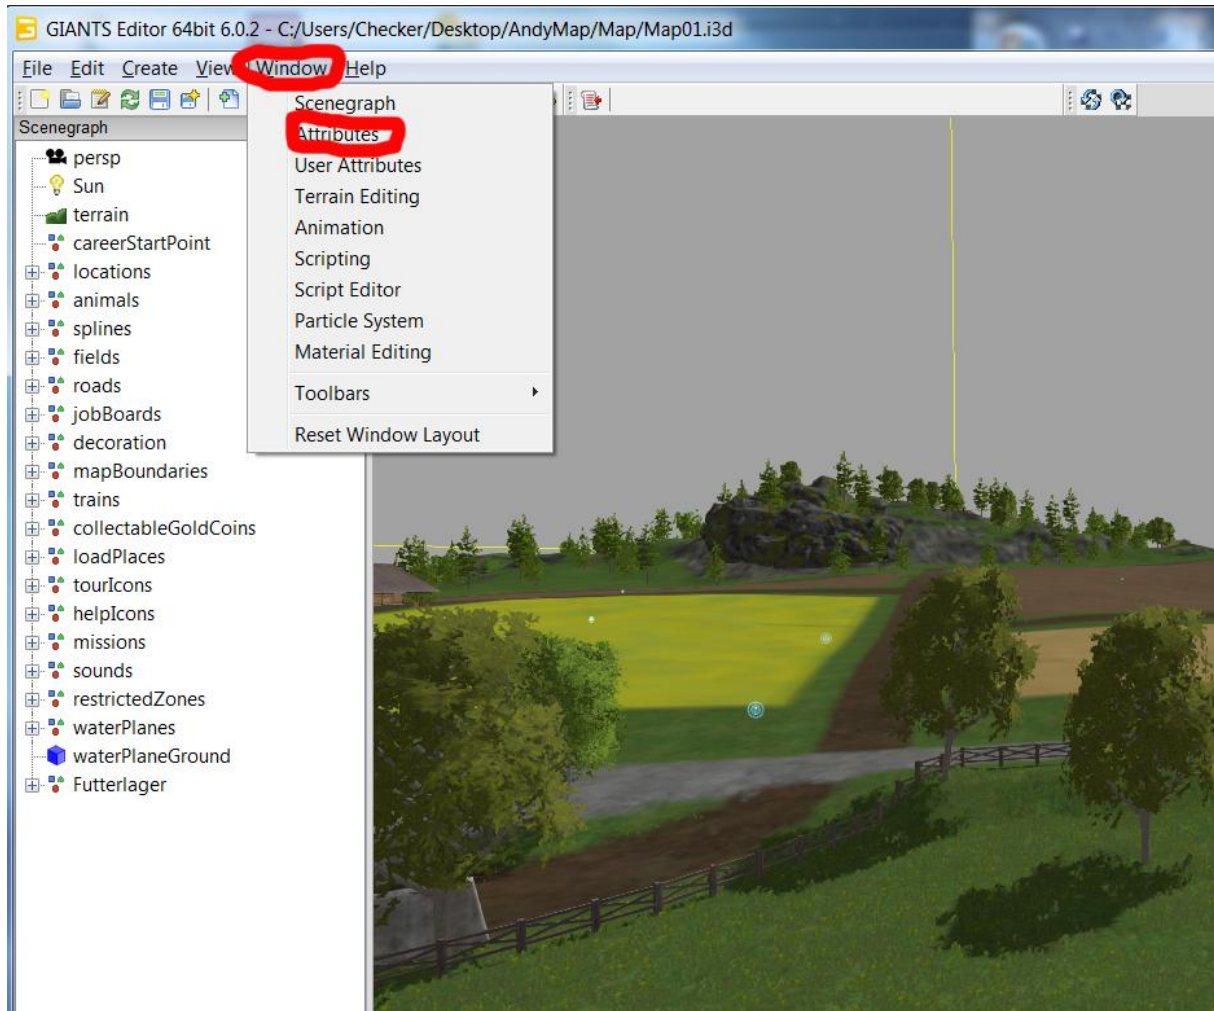 GIANTS Editor 64bit 6.0.2 - C:/Users/Checker/Desktop/AndyMap/Map/Map01.i3d
File Edit Create View Window Help
Scenegraph
persp
Sun
terrain
careerStartPoint
locations
animals
splines
fields
roads
jobBoards
decoration
mapBoundaries
trains
collectableGoldCoins
loadPlaces
tourIcons
helpIcons
missions
sounds
restrictedZones
waterPlanes
waterPlaneGround
Futterlager
Scenegraph
Attributes
User Attributes
Terrain Editing
Animation
Scripting
Script Editor
Particle System
Material Editing
Toolbars
Reset Window Layout